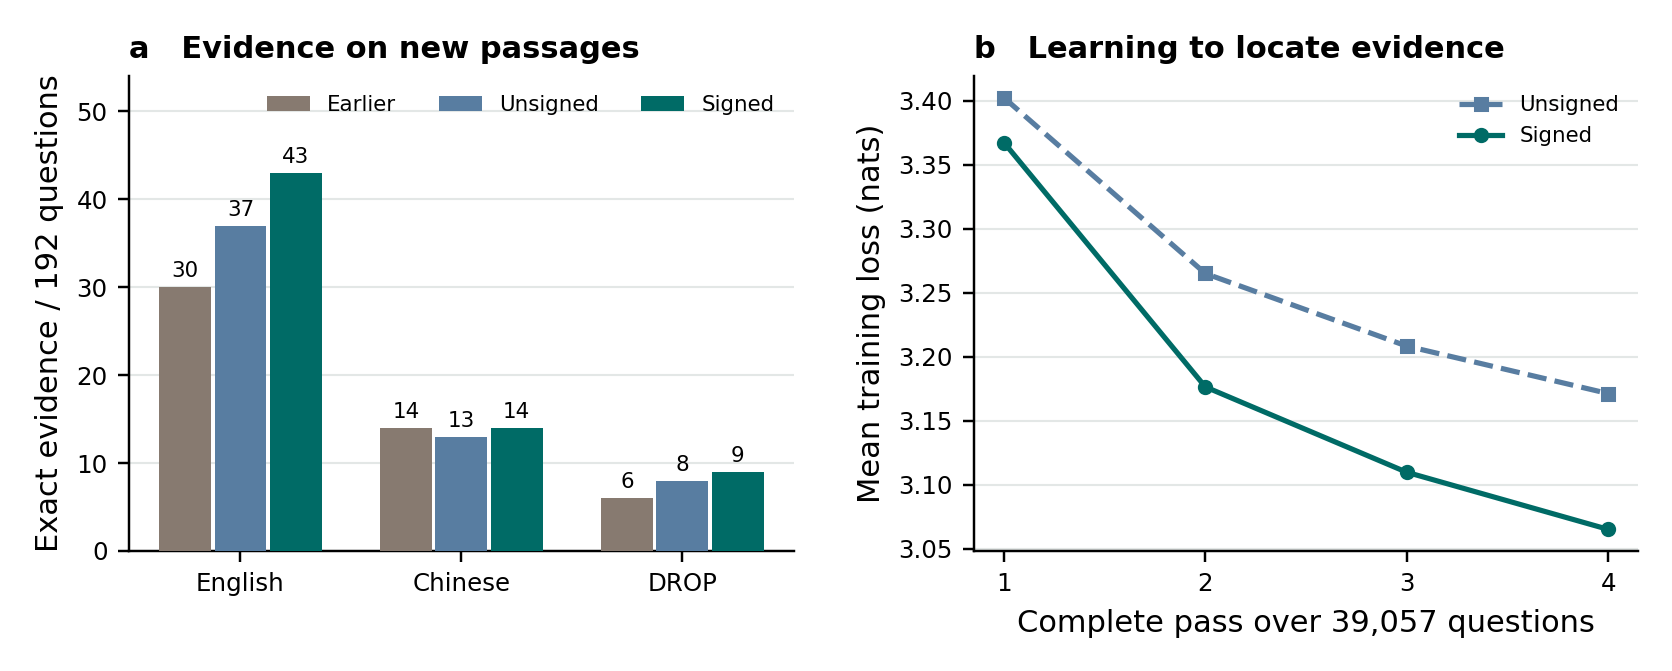 a Evidence on new passages
Exact evidence / 192 questions
50
40
30
20
10
0
Earlier Unsigned Signed
30 37 43
14 13 14
6 8 9
English Chinese DROP
b Learning to locate evidence
Mean training loss (nats)
3.40
3.35
3.30
3.25
3.20
3.15
3.10
3.05
Unsigned
Signed
1 2 3 4
Complete pass over 39,057 questions